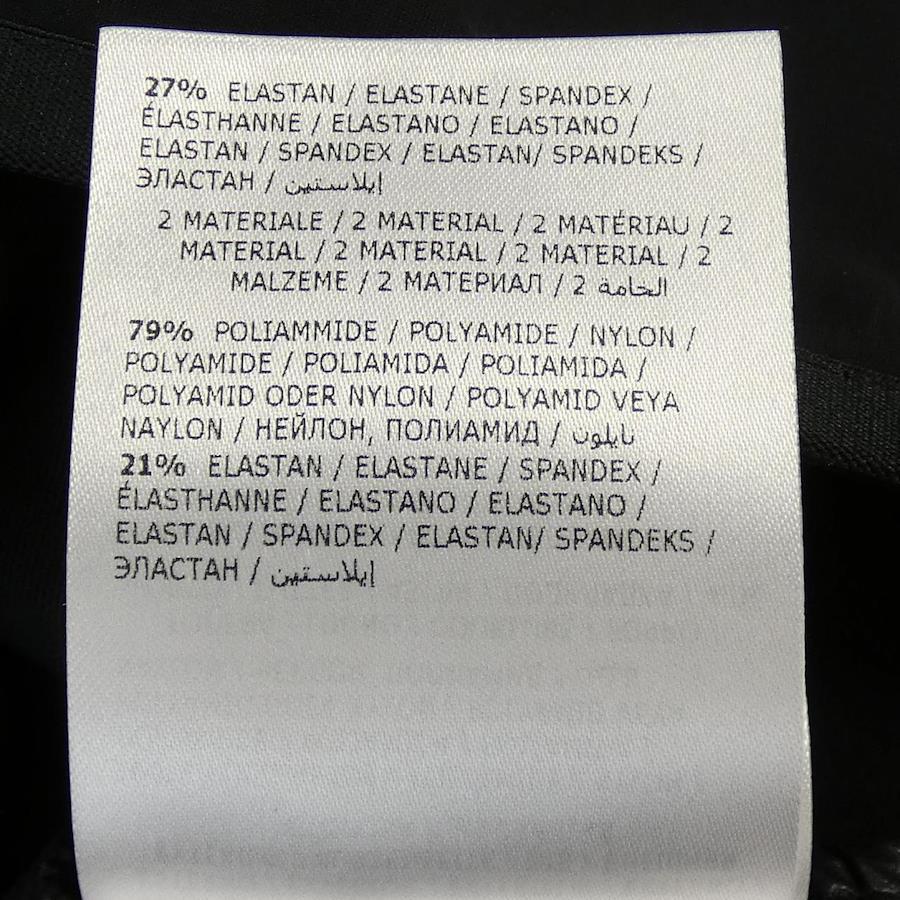 27% ELASTAN / ELASTANE / SPANDEX /
ÉLASTHANNE / ELASTANO / ELASTANO /
ELASTAN / SPANDEX / ELASTAN/ SPANDEKS /
ЭЛАСТАН / إيلاستقين
2 MATERIALE / 2 MATERIAL / 2 MATÉRIAU / 2
MATERIAL / 2 MATERIAL / 2 MATERIAL / 2
MALZEME / 2 МАТЕРИАЛ / 2 الخامة
79% POLIAMMIDE / POLYAMIDE / NYLON /
POLYAMIDE / POLIAMIDA / POLIAMIDA /
POLYAMID ODER NYLON / POLYAMID VEYA
NAYLON / НЕЙЛОН, ПОЛИАМИД / نايلون
21% ELASTAN / ELASTANE / SPANDEX /
ÉLASTHANNE / ELASTANO / ELASTANO /
ELASTAN / SPANDEX / ELASTAN/ SPANDEKS /
ЭЛАСТАН / إيلاستقين